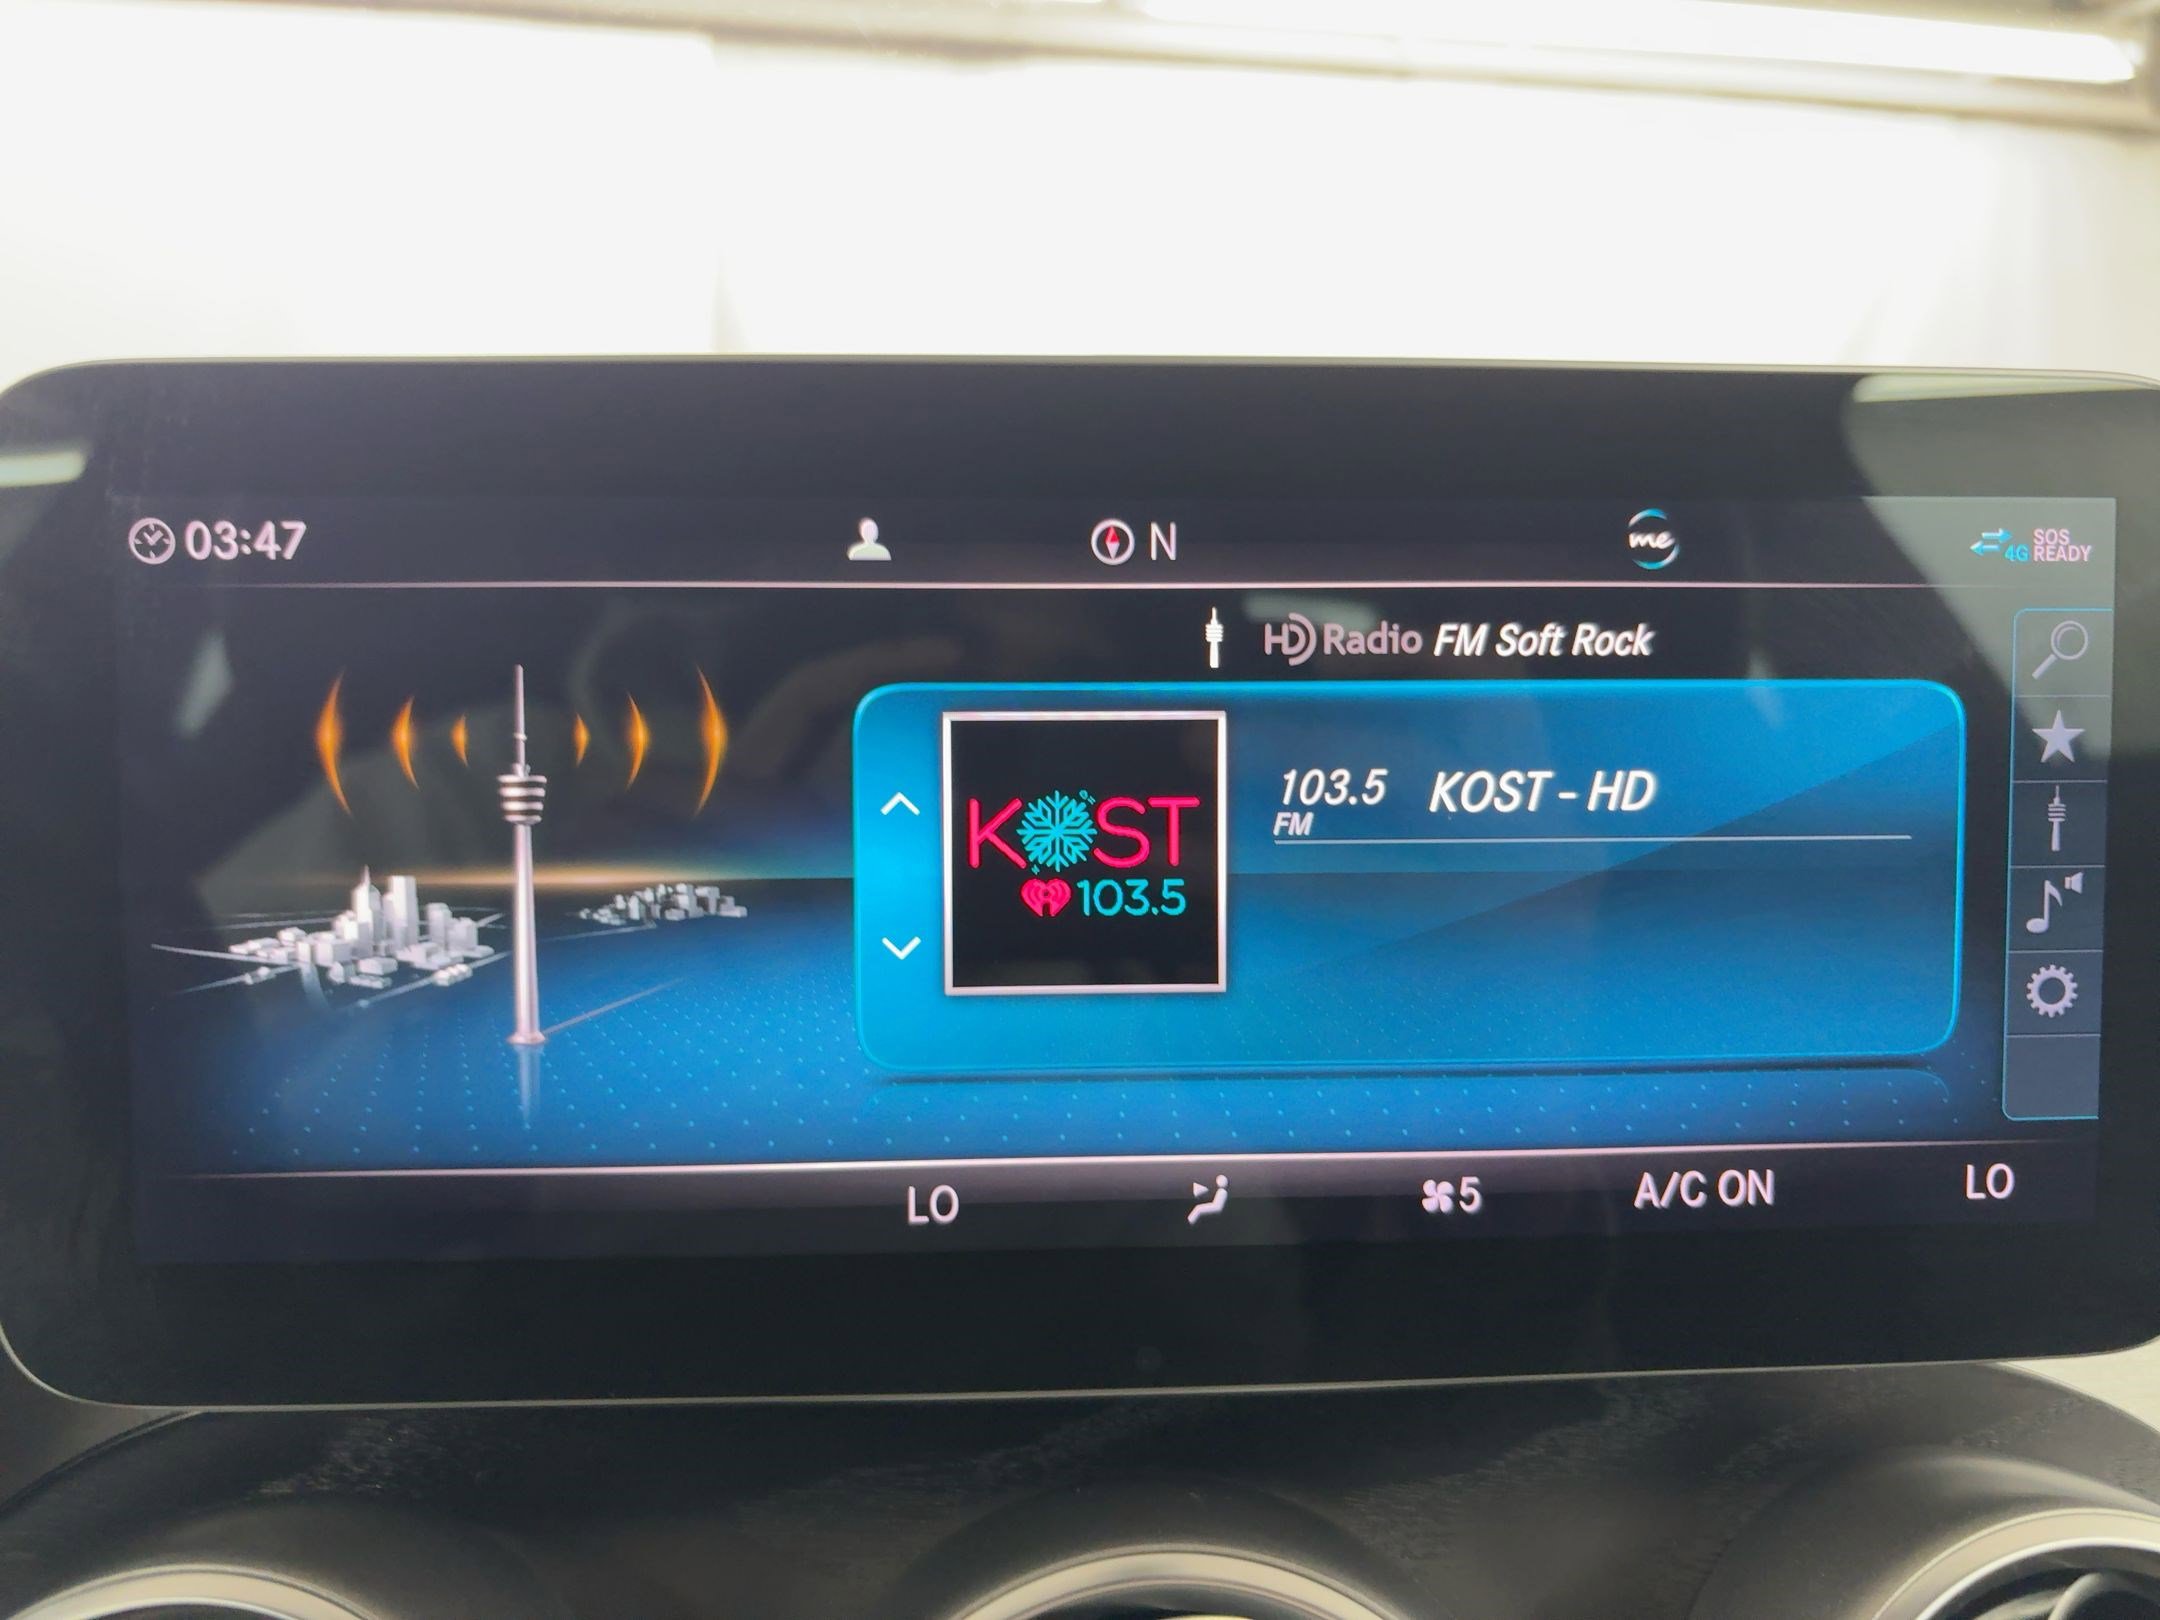 03:47
N
me
4G SOS READY
HD Radio FM Soft Rock
KOST
103.5
103.5 FM KOST - HD
LO
5
A/C ON
LO